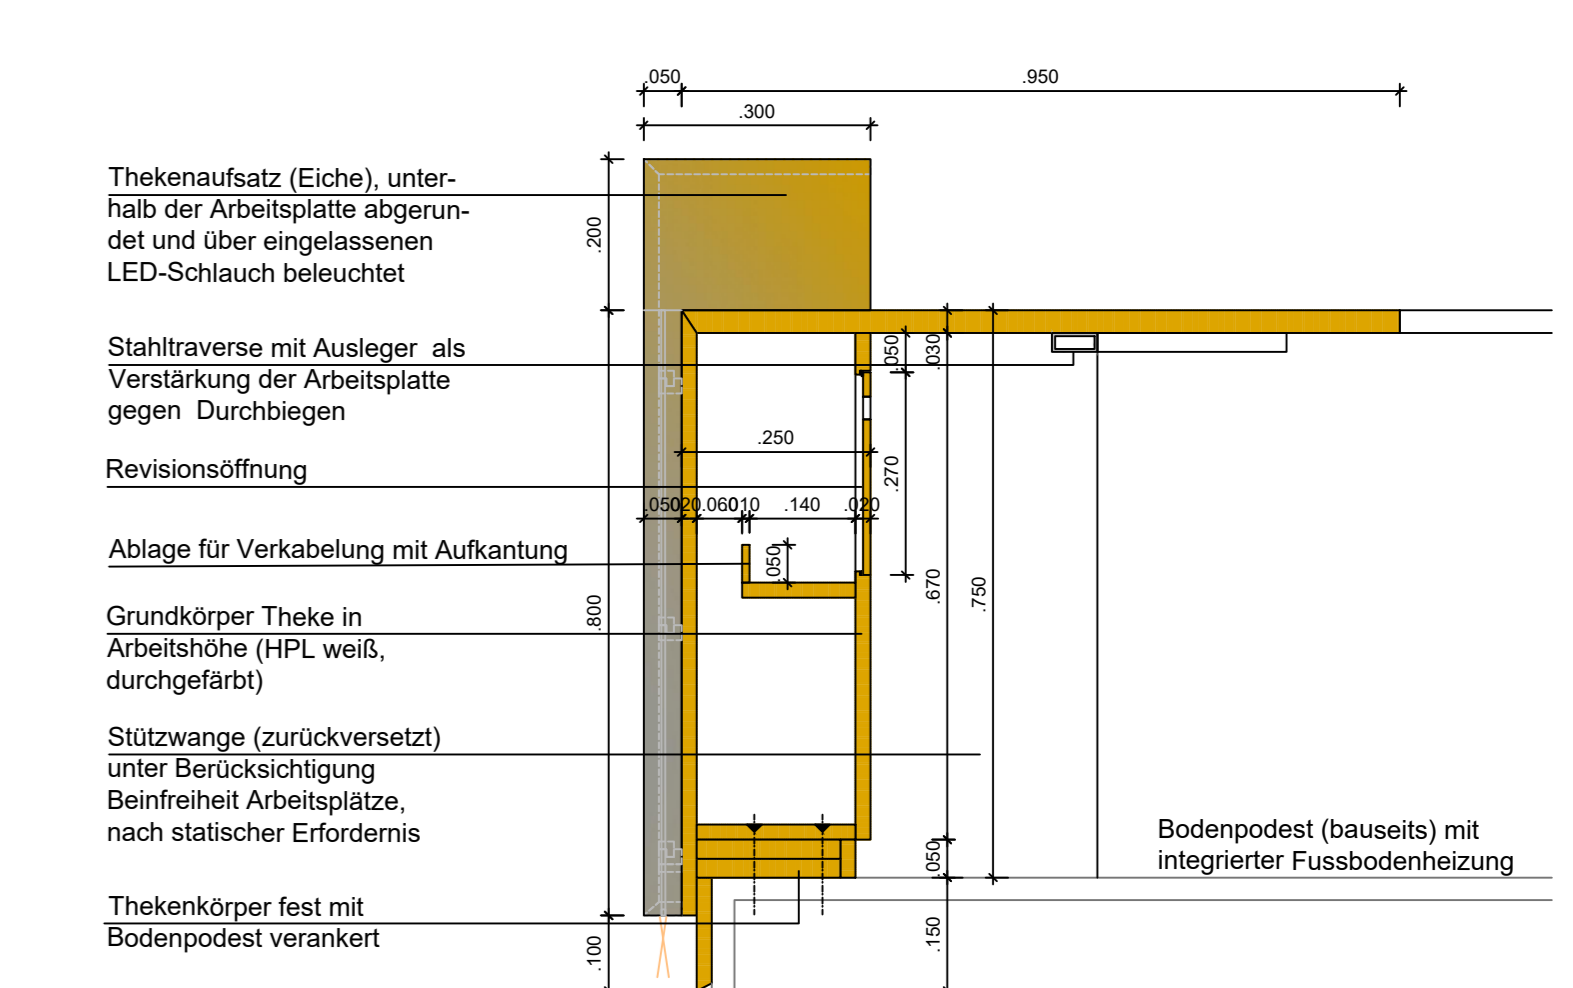 .050
.950
.300
Thekenaufsatz (Eiche), unter-
halb der Arbeitsplatte abgerun-
det und über eingelassenen
LED-Schlauch beleuchtet
.200
Stahltraverse mit Ausleger als
Verstärkung der Arbeitsplatte
gegen Durchbiegen
.050
.030
.250
Revisionsöffnung
.270
.050
.020
.060
.010
.140
.020
Ablage für Verkabelung mit Aufkantung
.050
.670
.750
.800
Grundkörper Theke in
Arbeitshöhe (HPL weiß,
durchgefärbt)
Stützwange (zurückversetzt)
unter Berücksichtigung
Beinfreiheit Arbeitsplätze,
nach statischer Erfordernis
Bodenpodest (bauseits) mit
integrierter Fussbodenheizung
.050
Thekenkörper fest mit
Bodenpodest verankert
.100
.150